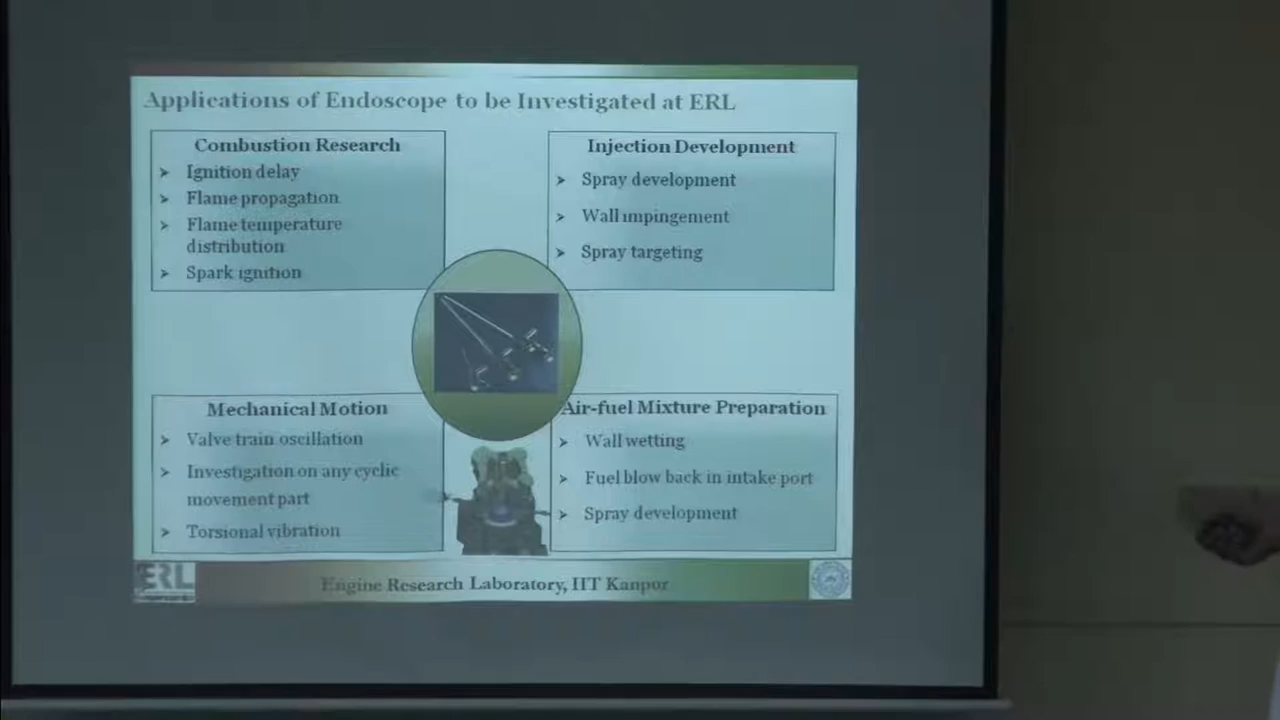 Applications of Endoscope to be Investigated at ERL
Combustion Research
➢ Ignition delay
➢ Flame propagation
➢ Flame temperature
distribution
➢ Spark ignition
Injection Development
➢ Spray development
➢ Wall impingement
➢ Spray targeting
Mechanical Motion
➢ Valve train oscillation
➢ Investigation on any cyclic
movement part
➢ Torsional vibration
Air-fuel Mixture Preparation
➢ Wall wetting
➢ Fuel blow back in intake port
➢ Spray development
ERL
Engine Research Laboratory, IIT Kanpur